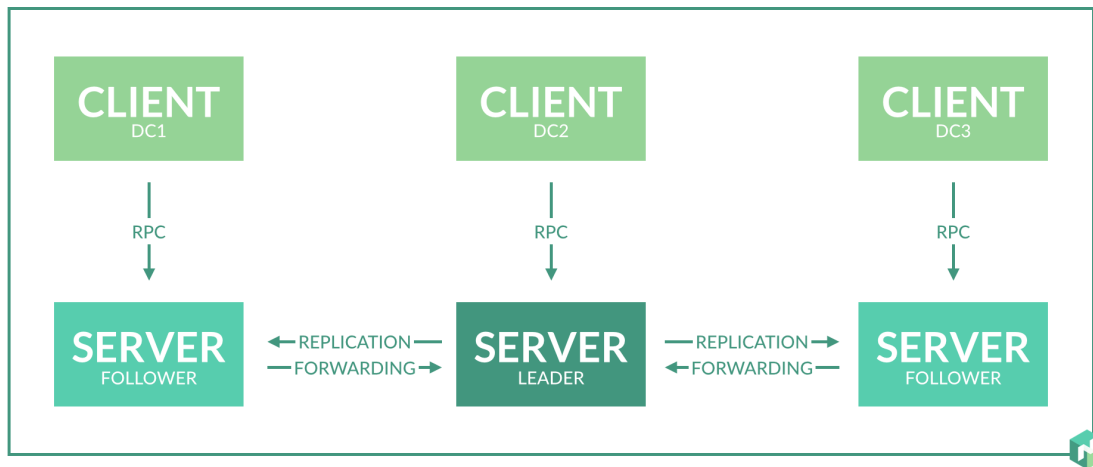 CLIENT
DC1
CLIENT
DC2
CLIENT
DC3
RPC
RPC
RPC
SERVER
FOLLOWER
REPLICATION
FORWARDING
SERVER
LEADER
REPLICATION
FORWARDING
SERVER
FOLLOWER